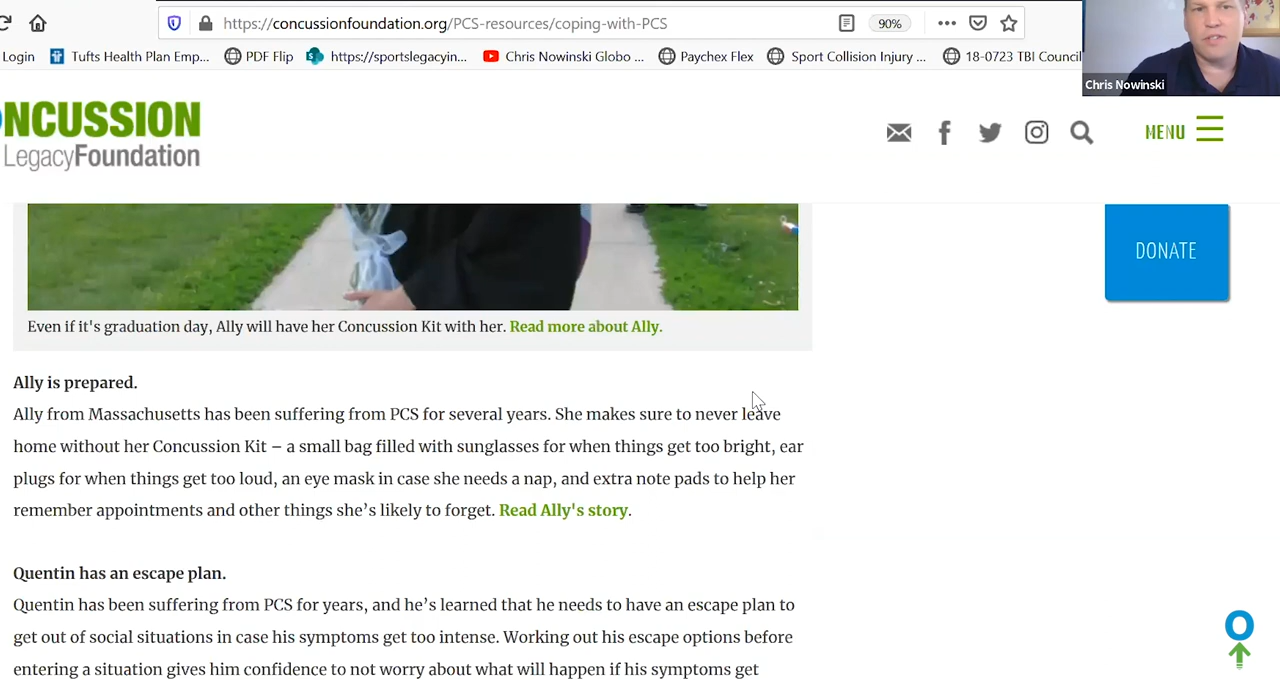 https://concussionfoundation.org/PCS-resources/coping-with-PCS
90%
Login
Tufts Health Plan Emp...
PDF Flip
https://sportslegacyin...
Chris Nowinski Globo ...
Paychex Flex
Sport Collision Injury ...
18-0723 TBI Council
Chris Nowinski
NCUSSION
LegacyFoundation
MENU
DONATE
Even if it's graduation day, Ally will have her Concussion Kit with her. Read more about Ally.
Ally is prepared.
Ally from Massachusetts has been suffering from PCS for several years. She makes sure to never leave
home without her Concussion Kit – a small bag filled with sunglasses for when things get too bright, ear
plugs for when things get too loud, an eye mask in case she needs a nap, and extra note pads to help her
remember appointments and other things she’s likely to forget. Read Ally's story.
Quentin has an escape plan.
Quentin has been suffering from PCS for years, and he’s learned that he needs to have an escape plan to
get out of social situations in case his symptoms get too intense. Working out his escape options before
entering a situation gives him confidence to not worry about what will happen if his symptoms get